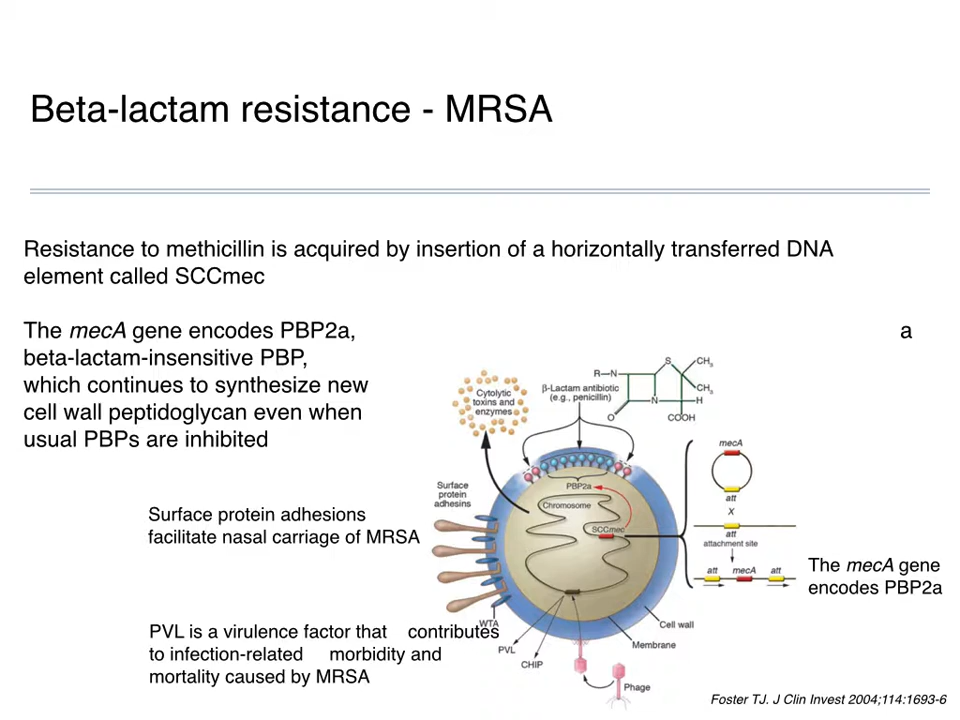 Beta-lactam resistance - MRSA
Resistance to methicillin is acquired by insertion of a horizontally transferred DNA
element called SCCmec
The mecA gene encodes PBP2a, a
beta-lactam-insensitive PBP,
which continues to synthesize new
cell wall peptidoglycan even when
usual PBPs are inhibited
Surface protein adhesions
facilitate nasal carriage of MRSA
PVL is a virulence factor that contributes
to infection-related morbidity and
mortality caused by MRSA
Cytolytic
toxins and
enzymes
β-Lactam antibiotic
(e.g., penicillin)
R–N
S
CH3
CH3
N
H
O
COOH
Surface
protein
adhesins
PBP2a
Chromosome
SCCmec
WTA
PVL
CHIP
Cell wall
Membrane
Phage
mecA
att
X
att
attachment site
att mecA att
The mecA gene
encodes PBP2a
Foster TJ. J Clin Invest 2004;114:1693-6